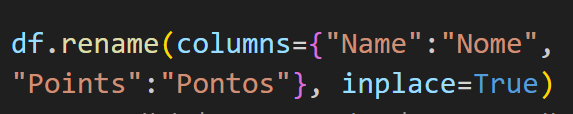 df.rename(columns={"Name":"Nome",
"Points":"Pontos"}, inplace=True)